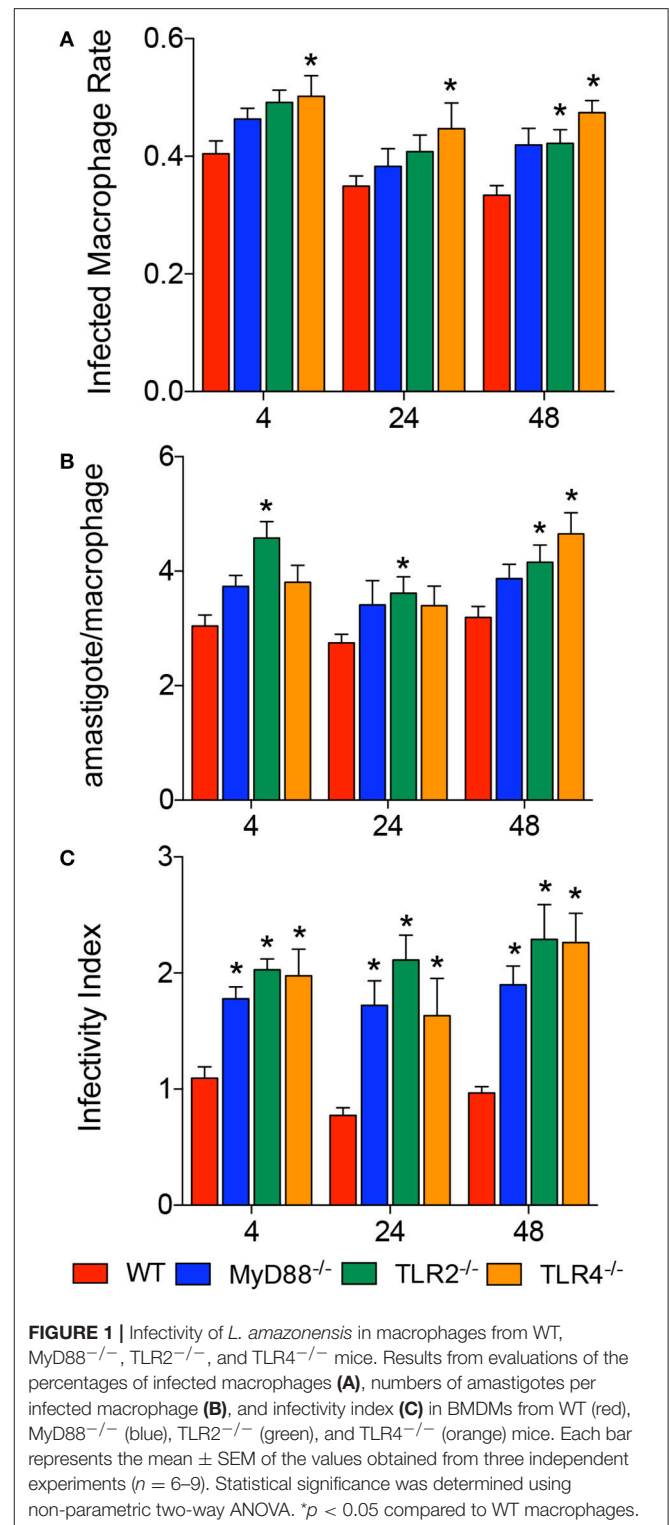 A
Infected Macrophage Rate
0.6
0.4
0.2
0.0
* * * *
4 24 48
B
amastigote/macrophage
6
4
2
0
* * * *
4 24 48
C
Infectivity Index
3
2
1
0
* * * * * * * * *
4 24 48
WT MyD88-/- TLR2-/- TLR4-/-
FIGURE 1 | Infectivity of L. amazonensis in macrophages from WT,
MyD88−/−, TLR2−/−, and TLR4−/− mice. Results from evaluations of the
percentages of infected macrophages (A), numbers of amastigotes per
infected macrophage (B), and infectivity index (C) in BMDMs from WT (red),
MyD88−/− (blue), TLR2−/− (green), and TLR4−/− (orange) mice. Each bar
represents the mean ± SEM of the values obtained from three independent
experiments (n = 6–9). Statistical significance was determined using
non-parametric two-way ANOVA. *p < 0.05 compared to WT macrophages.